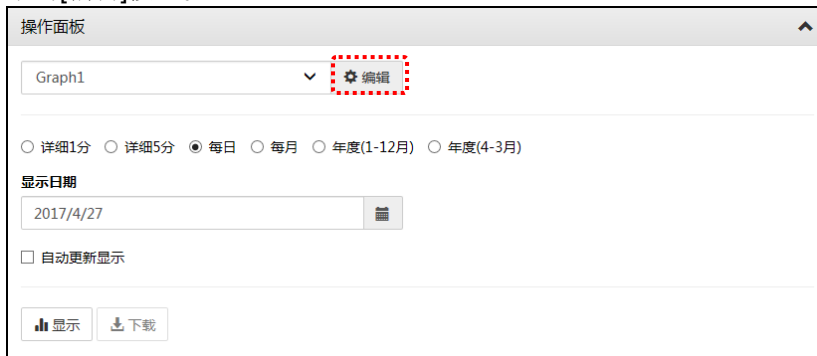 操作面板
Graph1 编辑
详细1分 详细5分 每日 每月 年度(1-12月) 年度(4-3月)
显示日期
2017/4/27
自动更新显示
显示 下载